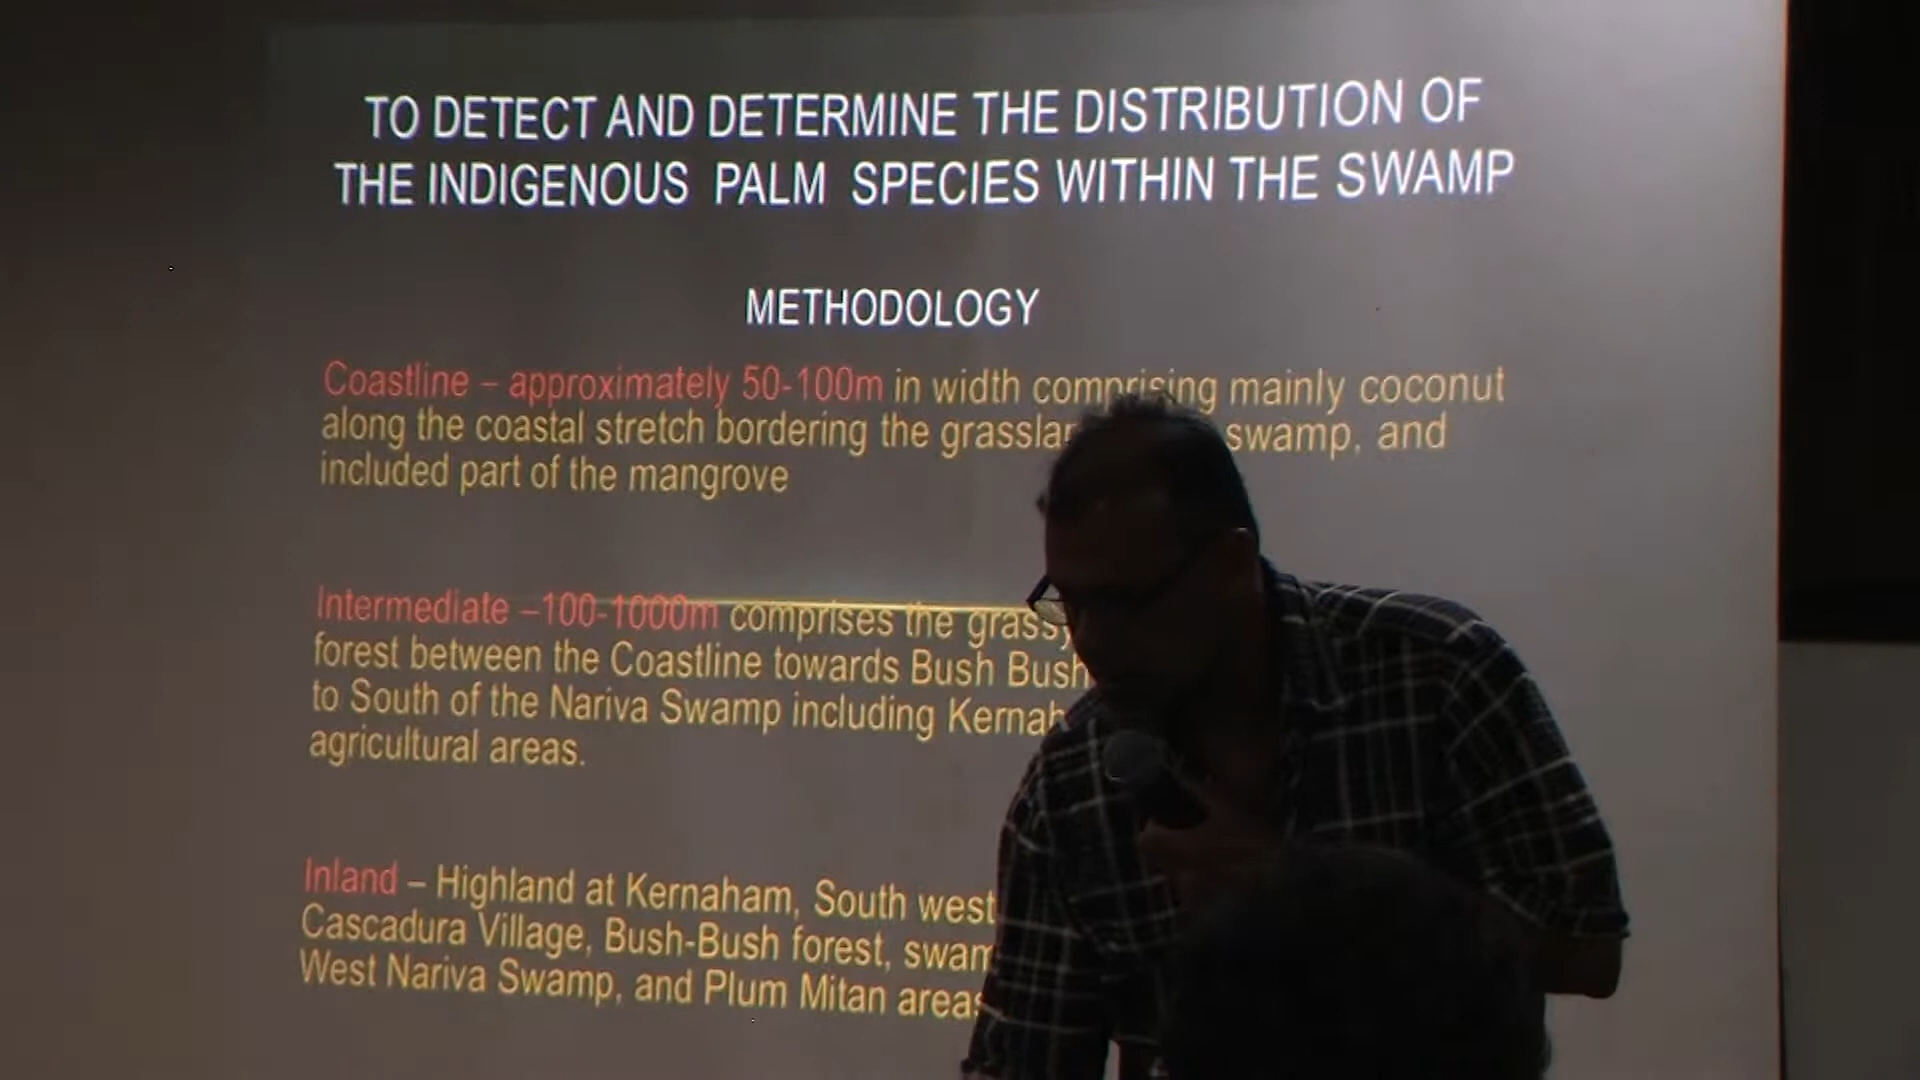 TO DETECT AND DETERMINE THE DISTRIBUTION OF
THE INDIGENOUS PALM SPECIES WITHIN THE SWAMP
METHODOLOGY
Coastline – approximately 50-100m in width comprising mainly coconut
along the coastal stretch bordering the swamp, and
included part of the mangrove
Intermediate –100-1000m comprises the grassy
forest between the Coastline towards Bush Bush
to South of the Nariva Swamp including
agricultural areas.
Inland – Highland at Kernaham, South west
Cascadura Village, Bush-Bush forest,
West Nariva Swamp, and Plum Mitan areas